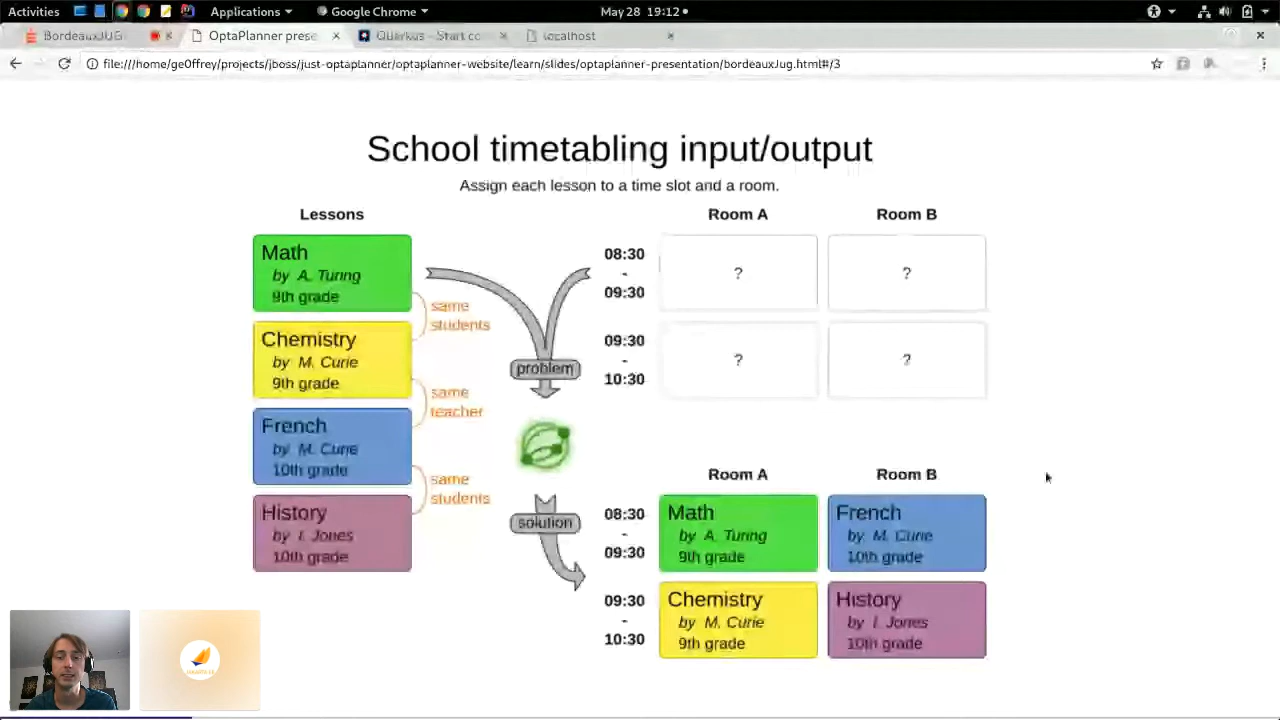 Activities
Applications
Google Chrome
May 28 19:12
BordeauxJUG
OptaPlanner prese
Quarkus - Start co
localhost
file:///home/ge0ffrey/projects/jboss/just-optaplanner/optaplanner-website/learn/slides/optaplanner-presentation/bordeauxJug.html#/3
School timetabling input/output
Assign each lesson to a time slot and a room.
Lessons
Room A
Room B
Math
by A. Turing
9th grade
same
students
Chemistry
by M. Curie
9th grade
same
teacher
French
by M. Curie
10th grade
same
students
History
by I. Jones
10th grade
problem
solution
08:30
-
09:30
?
?
09:30
-
10:30
?
?
Room A
Room B
08:30
-
09:30
Math
by A. Turing
9th grade
French
by M. Curie
10th grade
09:30
-
10:30
Chemistry
by M. Curie
9th grade
History
by I. Jones
10th grade